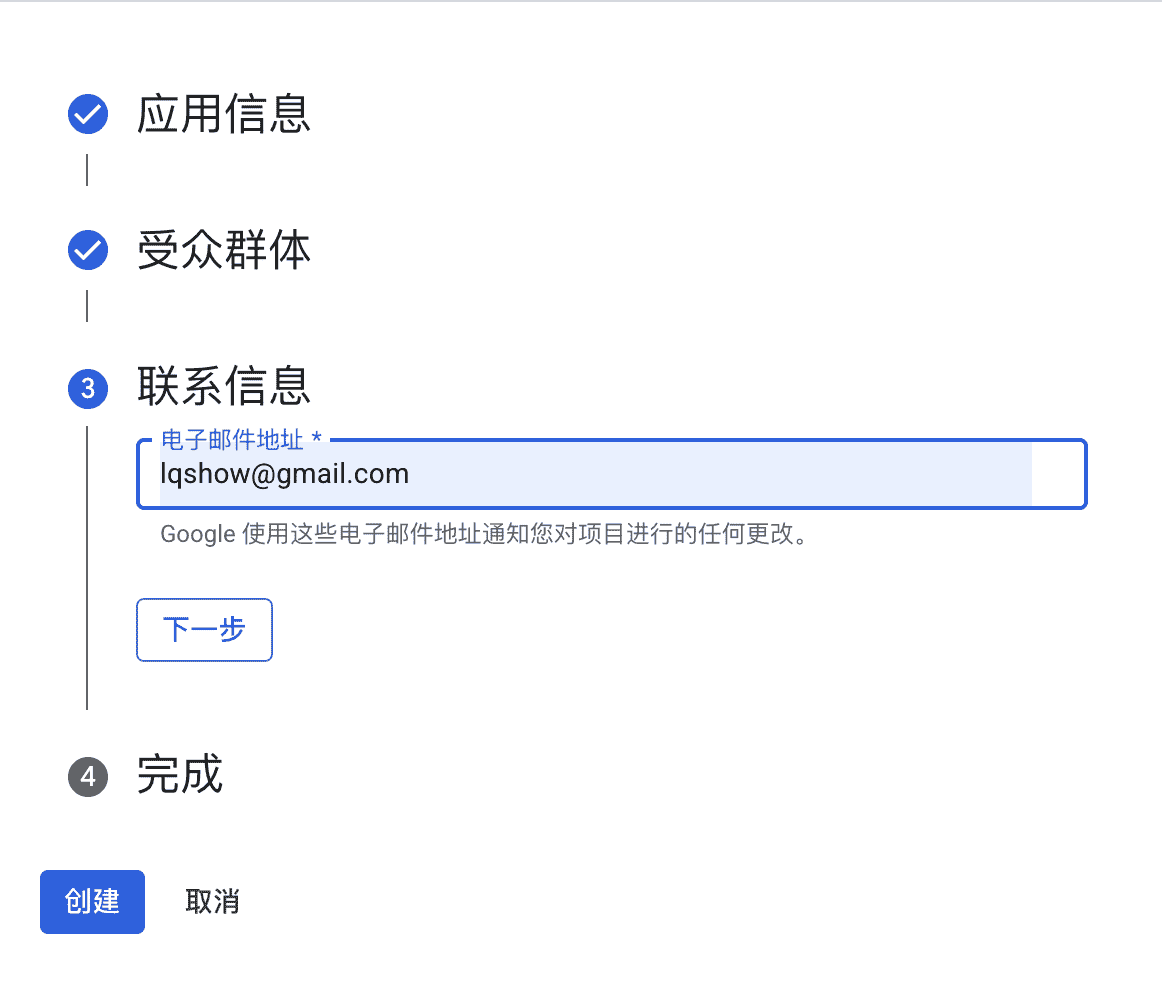 应用信息
受众群体
3 联系信息
电子邮件地址 *
lqshow@gmail.com
Google 使用这些电子邮件地址通知您对项目进行的任何更改。
下一步
4 完成
创建 取消